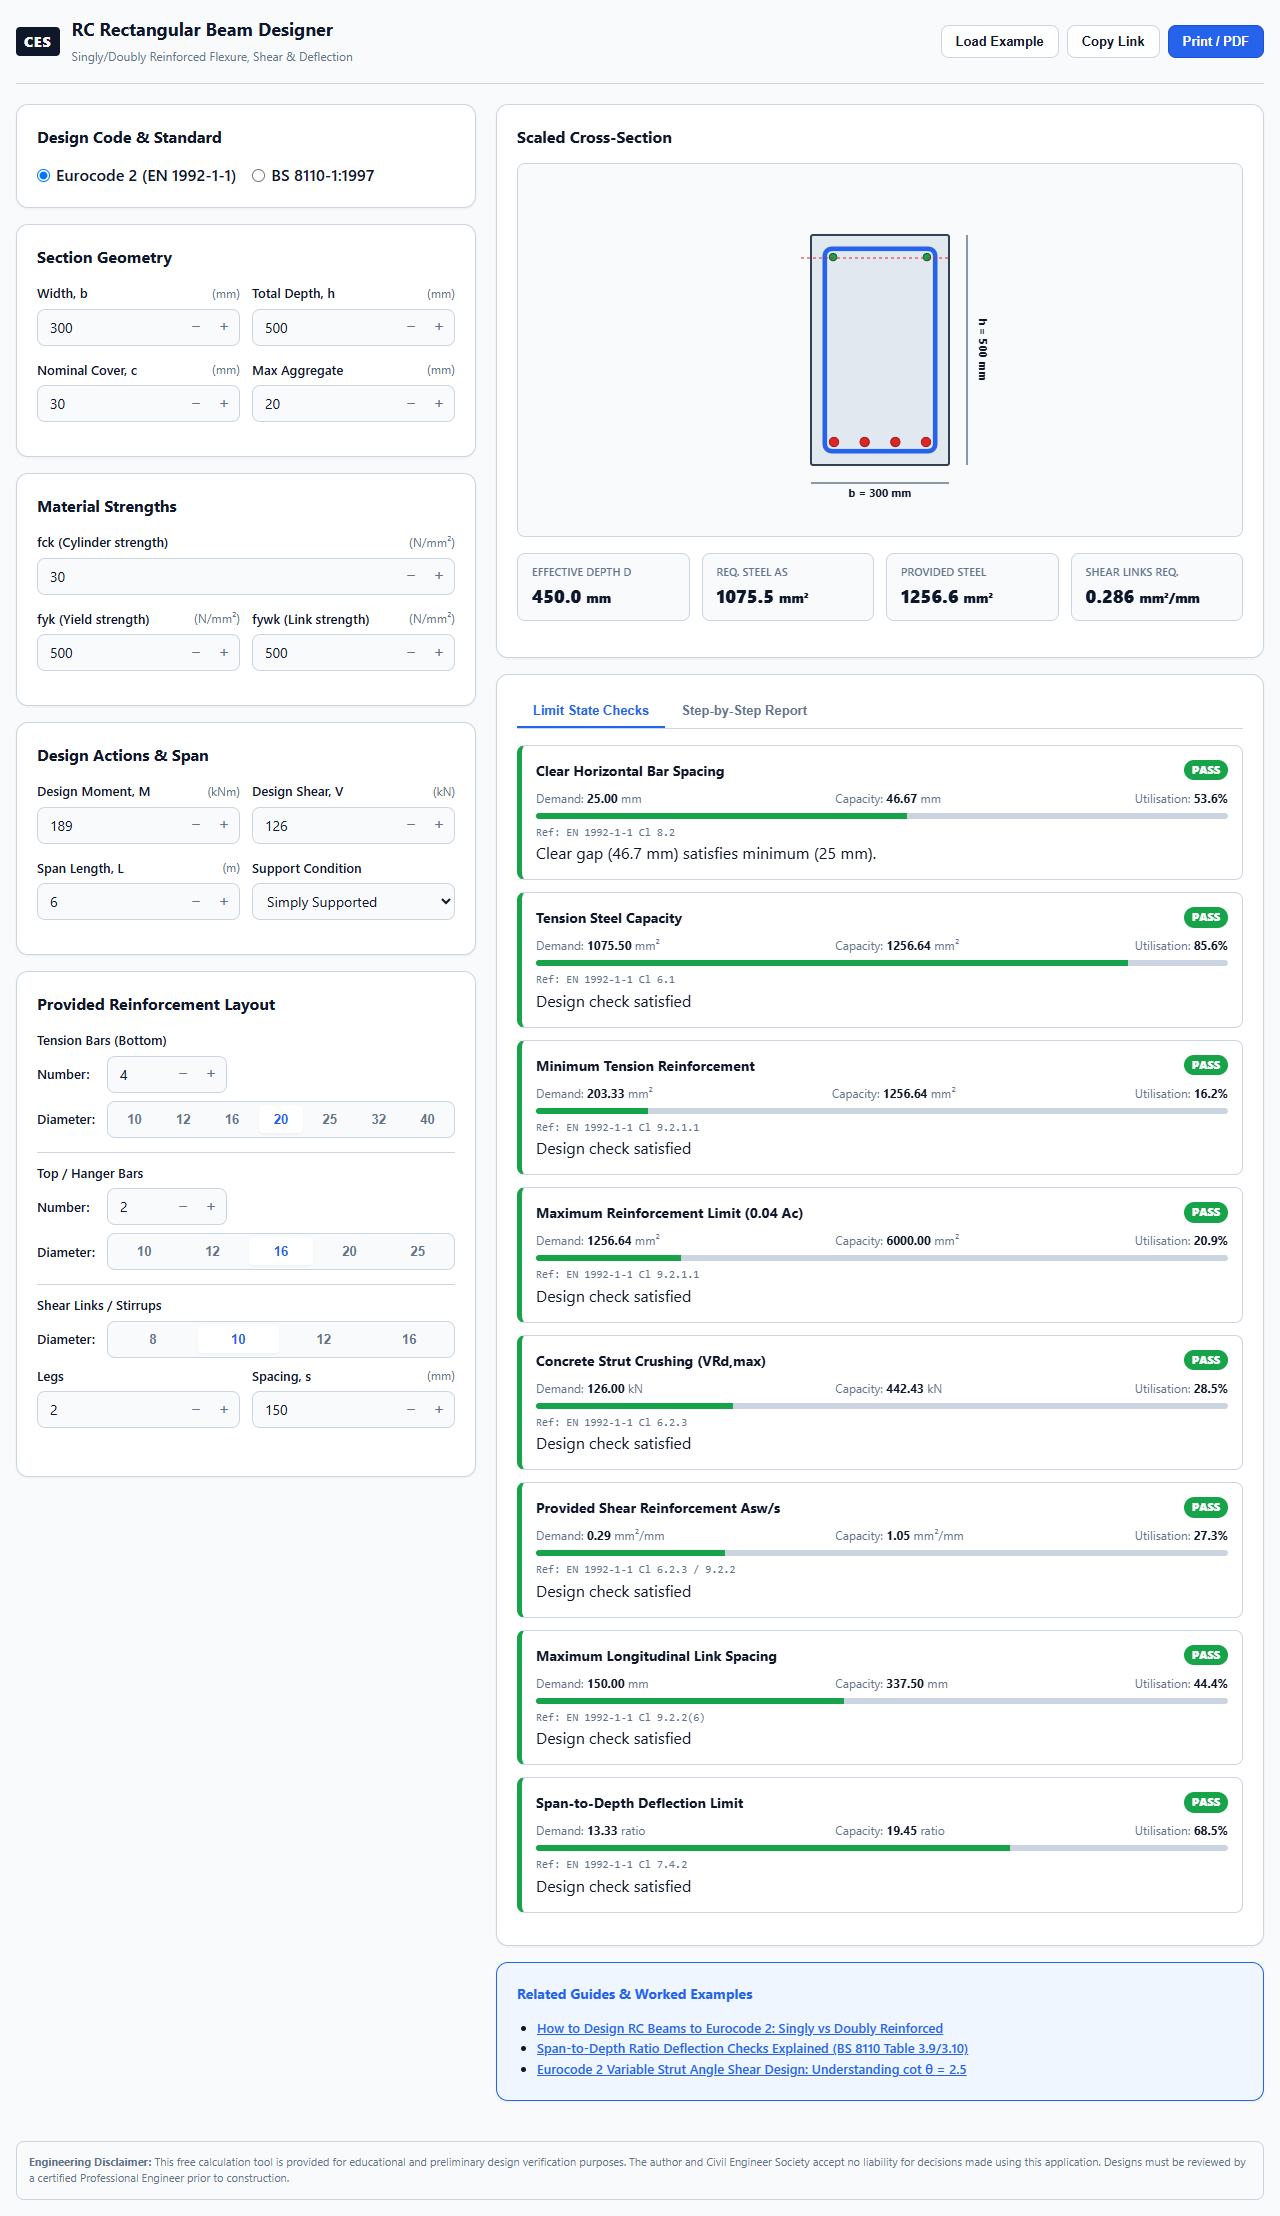 CES
RC Rectangular Beam Designer
Singly/Doubly Reinforced Flexure, Shear & Deflection
Load Example
Copy Link
Print / PDF
Design Code & Standard
Eurocode 2 (EN 1992-1-1)
BS 8110-1:1997
Section Geometry
Width, b (mm)
Total Depth, h (mm)
300 − +
500 − +
Nominal Cover, c (mm)
Max Aggregate (mm)
30 − +
20 − +
Material Strengths
fck (Cylinder strength) (N/mm²)
30 − +
fyk (Yield strength) (N/mm²)
fywk (Link strength) (N/mm²)
500 − +
500 − +
Design Actions & Span
Design Moment, M (kNm)
Design Shear, V (kN)
189 − +
126 − +
Span Length, L (m)
Support Condition
6 − +
Simply Supported
Provided Reinforcement Layout
Tension Bars (Bottom)
Number: 4 − +
Diameter: 10 12 16 20 25 32 40
Top / Hanger Bars
Number: 2 − +
Diameter: 10 12 16 20 25
Shear Links / Stirrups
Diameter: 8 10 12 16
Legs
Spacing, s (mm)
2 − +
150 − +
Scaled Cross-Section
h = 500 mm
b = 300 mm
EFFECTIVE DEPTH D
450.0 mm
REQ. STEEL AS
1075.5 mm²
PROVIDED STEEL
1256.6 mm²
SHEAR LINKS REQ.
0.286 mm²/mm
Limit State Checks
Step-by-Step Report
Clear Horizontal Bar Spacing PASS
Demand: 25.00 mm Capacity: 46.67 mm Utilisation: 53.6%
Ref: EN 1992-1-1 Cl 8.2
Clear gap (46.7 mm) satisfies minimum (25 mm).
Tension Steel Capacity PASS
Demand: 1075.50 mm² Capacity: 1256.64 mm² Utilisation: 85.6%
Ref: EN 1992-1-1 Cl 6.1
Design check satisfied
Minimum Tension Reinforcement PASS
Demand: 203.33 mm² Capacity: 1256.64 mm² Utilisation: 16.2%
Ref: EN 1992-1-1 Cl 9.2.1.1
Design check satisfied
Maximum Reinforcement Limit (0.04 Ac) PASS
Demand: 1256.64 mm² Capacity: 6000.00 mm² Utilisation: 20.9%
Ref: EN 1992-1-1 Cl 9.2.1.1
Design check satisfied
Concrete Strut Crushing (VRd,max) PASS
Demand: 126.00 kN Capacity: 442.43 kN Utilisation: 28.5%
Ref: EN 1992-1-1 Cl 6.2.3
Design check satisfied
Provided Shear Reinforcement Asw/s PASS
Demand: 0.29 mm²/mm Capacity: 1.05 mm²/mm Utilisation: 27.3%
Ref: EN 1992-1-1 Cl 6.2.3 / 9.2.2
Design check satisfied
Maximum Longitudinal Link Spacing PASS
Demand: 150.00 mm Capacity: 337.50 mm Utilisation: 44.4%
Ref: EN 1992-1-1 Cl 9.2.2(6)
Design check satisfied
Span-to-Depth Deflection Limit PASS
Demand: 13.33 ratio Capacity: 19.45 ratio Utilisation: 68.5%
Ref: EN 1992-1-1 Cl 7.4.2
Design check satisfied
Related Guides & Worked Examples
• How to Design RC Beams to Eurocode 2: Singly vs Doubly Reinforced
• Span-to-Depth Ratio Deflection Checks Explained (BS 8110 Table 3.9/3.10)
• Eurocode 2 Variable Strut Angle Shear Design: Understanding cot θ = 2.5
Engineering Disclaimer: This free calculation tool is provided for educational and preliminary design verification purposes. The author and Civil Engineer Society accept no liability for decisions made using this application. Designs must be reviewed by
a certified Professional Engineer prior to construction.